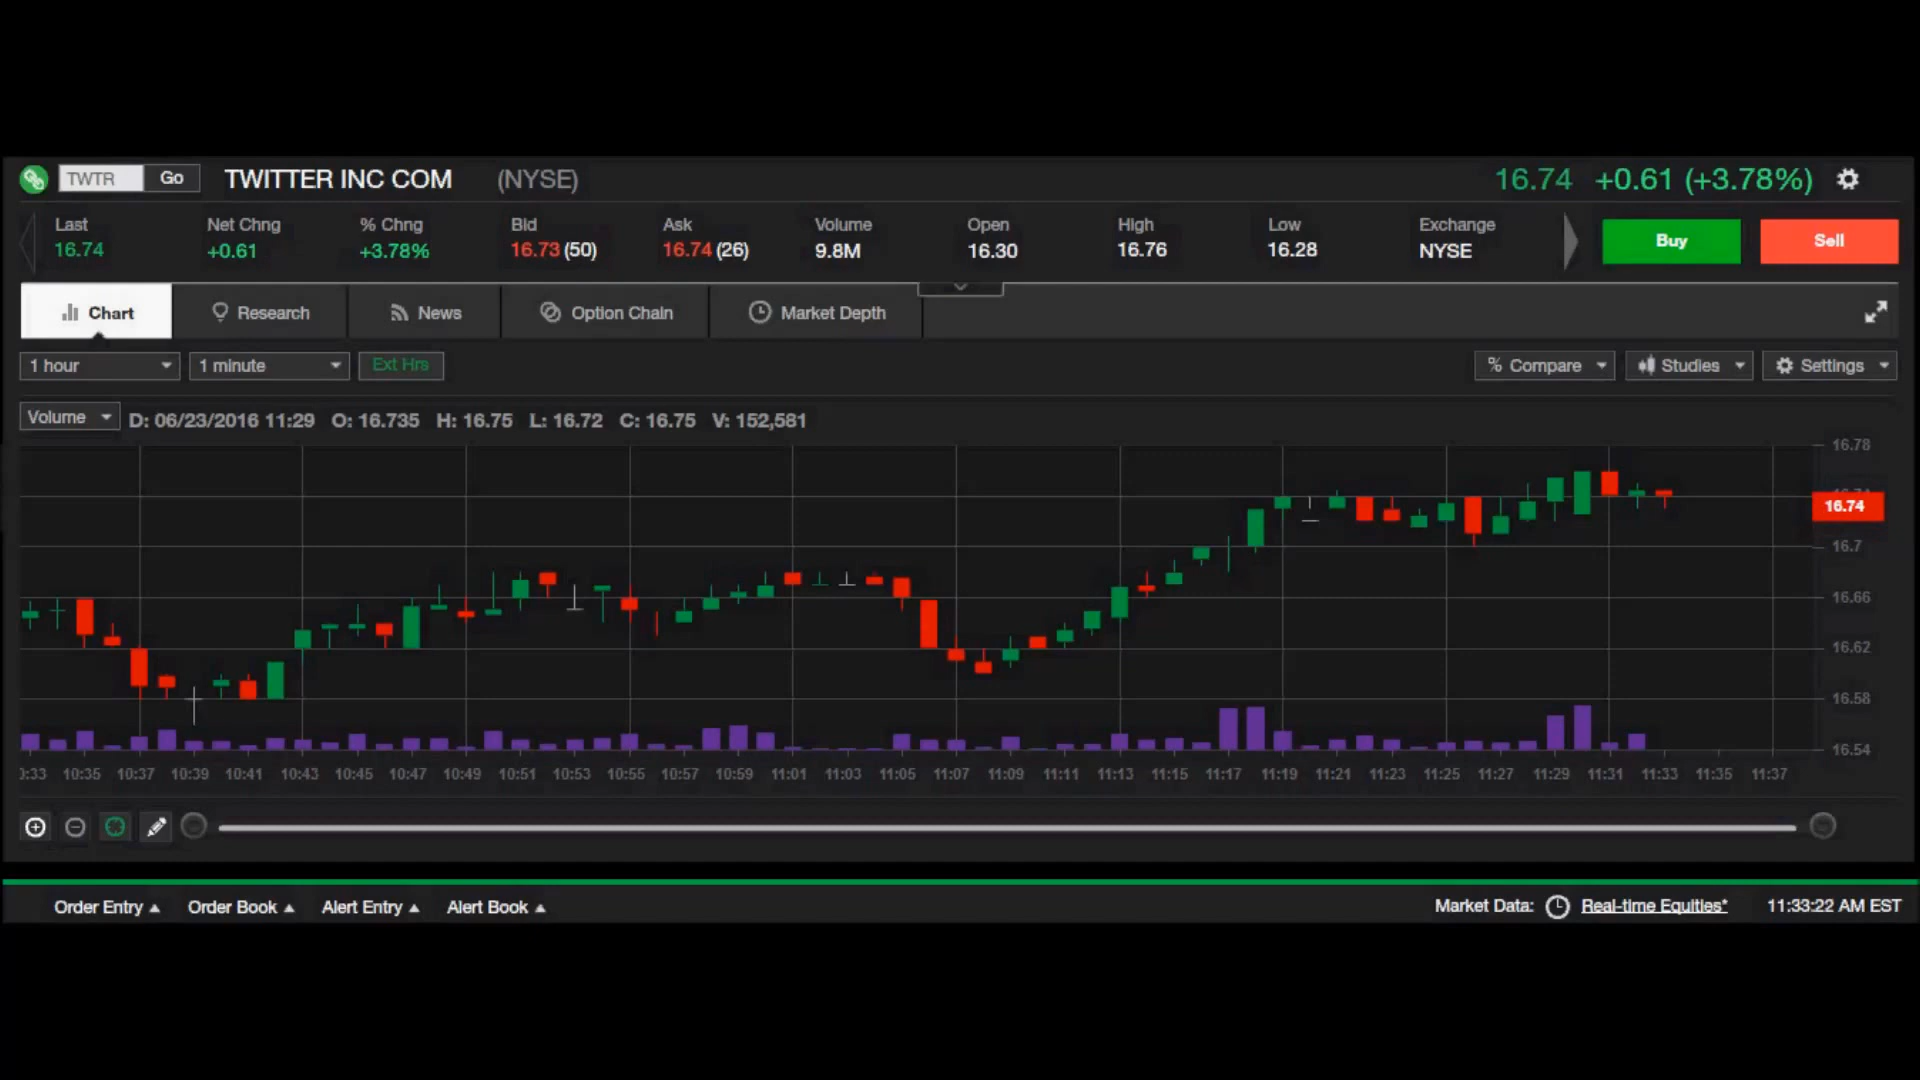 TWTR Go TWITTER INC COM (NYSE) 16.74 +0.61 (+3.78%)
Last Net Chng % Chng Bid Ask Volume Open High Low Exchange
16.74 +0.61 +3.78% 16.73 (50) 16.74 (26) 9.8M 16.30 16.76 16.28 NYSE
Buy Sell
Chart Research News Option Chain Market Depth
1 hour 1 minute Ext Hrs % Compare Studies Settings
Volume D: 06/23/2016 11:29 O: 16.735 H: 16.75 L: 16.72 C: 16.75 V: 152,581
16.78
16.74
16.7
16.66
16.62
16.58
16.54
10:35 10:37 10:39 10:41 10:43 10:45 10:47 10:49 10:51 10:53 10:55 10:57 10:59 11:01 11:03 11:05 11:07 11:09 11:11 11:13 11:15 11:17 11:19 11:21 11:23 11:25 11:27 11:29 11:31 11:33 11:35 11:37
Order Entry Order Book Alert Entry Alert Book Market Data: Real-time Equities* 11:33:22 AM EST